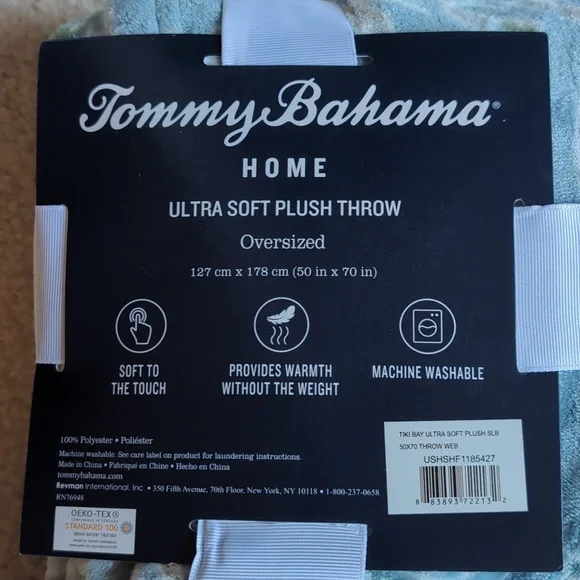 Tommy Bahama®
HOME
ULTRA SOFT PLUSH THROW
Oversized
127 cm x 178 cm (50 in x 70 in)
SOFT TO
THE TOUCH
PROVIDES WARMTH
WITHOUT THE WEIGHT
MACHINE WASHABLE
100% Polyester • Poliéster
Machine washable. See care label on product for laundering instructions.
Made in China • Fabriqué en Chine • Hecho en China
tommybahama.com
Revman International, Inc • 350 Fifth Avenue, 70th Floor, New York, NY 10118 • 1-800-237-0658
RN76948
OEKO-TEX®
STANDARD 100
TIKI BAY ULTRA SOFT PLUSH SLB
50X70 THROW WEB
USHSHF1185427
8 83893 72213 2